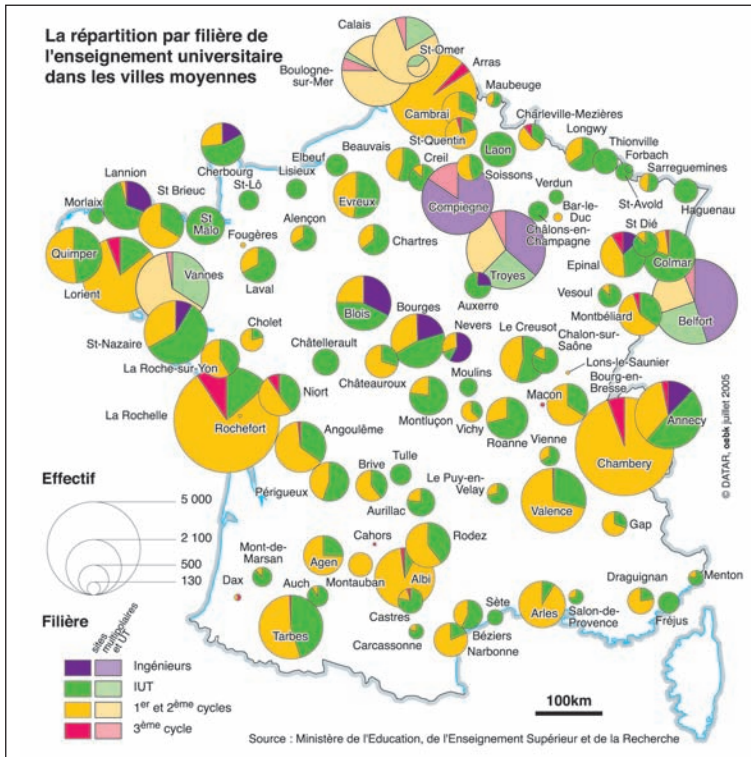 La répartition par filière de
l'enseignement universitaire
dans les villes moyennes
Calais
St-Omer
Boulogne-
sur-Mer
Arras
Maubeuge
Cambrai
Charleville-Mezières
St-Quentin
Longwy
Thionville
Forbach
Sarreguemines
St-Avold
Haguenau
Laon
Beauvais
Creil
Soissons
Cherbourg
Elbeuf
Lisieux
St-Lô
Evreux
Compiegne
Verdun
Bar-le-
Duc
Châlons-en-
Champagne
Lannion
St Brieuc
Morlaix
St
Malo
Alençon
Chartres
Fougères
St Dié
Colmar
Epinal
Troyes
Quimper
Lorient
Vannes
Laval
Auxerre
Vesoul
Montbéliard
Belfort
Blois
Bourges
Nevers
Le Creusot
Chalon-sur-
Saône
Lons-le-Saunier
St-Nazaire
Cholet
Châtellerault
La Roche-sur-Yon
Châteauroux
Moulins
Macon
Bourg-en-
Bresse
Annecy
Niort
La Rochelle
Rochefort
Montluçon
Vichy
Roanne
Vienne
Chambery
Angoulême
Tulle
Périgueux
Brive
Aurillac
Le Puy-en-
Velay
Valence
Gap
Cahors
Rodez
Mont-de-
Marsan
Agen
Montauban
Albi
Dax
Auch
Castres
Tarbes
Carcassonne
Sète
Béziers
Narbonne
Arles
Salon-de-
Provence
Draguignan
Fréjus
Menton
Effectif
5 000
2 100
500
130
Filière
sites
multipolaires
et UT
Ingénieurs
IUT
1er et 2ème cycles
3ème cycle
100km
Source : Ministère de l'Education, de l'Enseignement Supérieur et de la Recherche
© DATAR, oebk juillet 2005